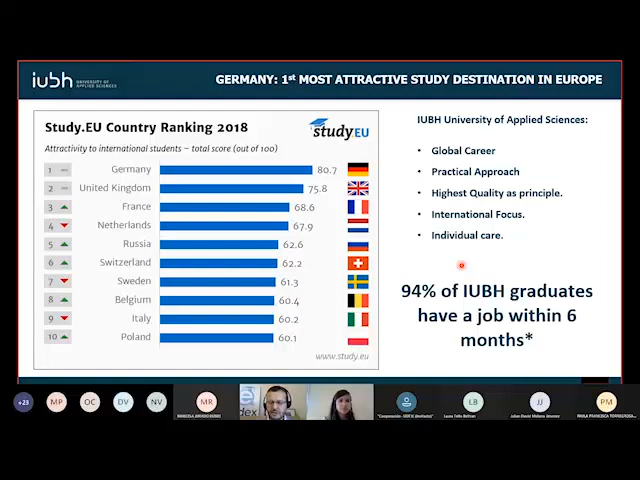 iubh UNIVERSITY OF APPLIED SCIENCES
GERMANY: 1st MOST ATTRACTIVE STUDY DESTINATION IN EUROPE
Study.EU Country Ranking 2018
studyEU
Attractivity to international students – total score (out of 100)
1 Germany 80.7
2 United Kingdom 75.8
3 France 68.6
4 Netherlands 67.9
5 Russia 62.6
6 Switzerland 62.2
7 Sweden 61.3
8 Belgium 60.4
9 Italy 60.2
10 Poland 60.1
www.study.eu
IUBH University of Applied Sciences:
• Global Career
• Practical Approach
• Highest Quality as principle.
• International Focus.
• Individual care.
94% of IUBH graduates
have a job within 6
months*
+23
MP
OC
DV
NV
MR
dex
LB
JJ
PM